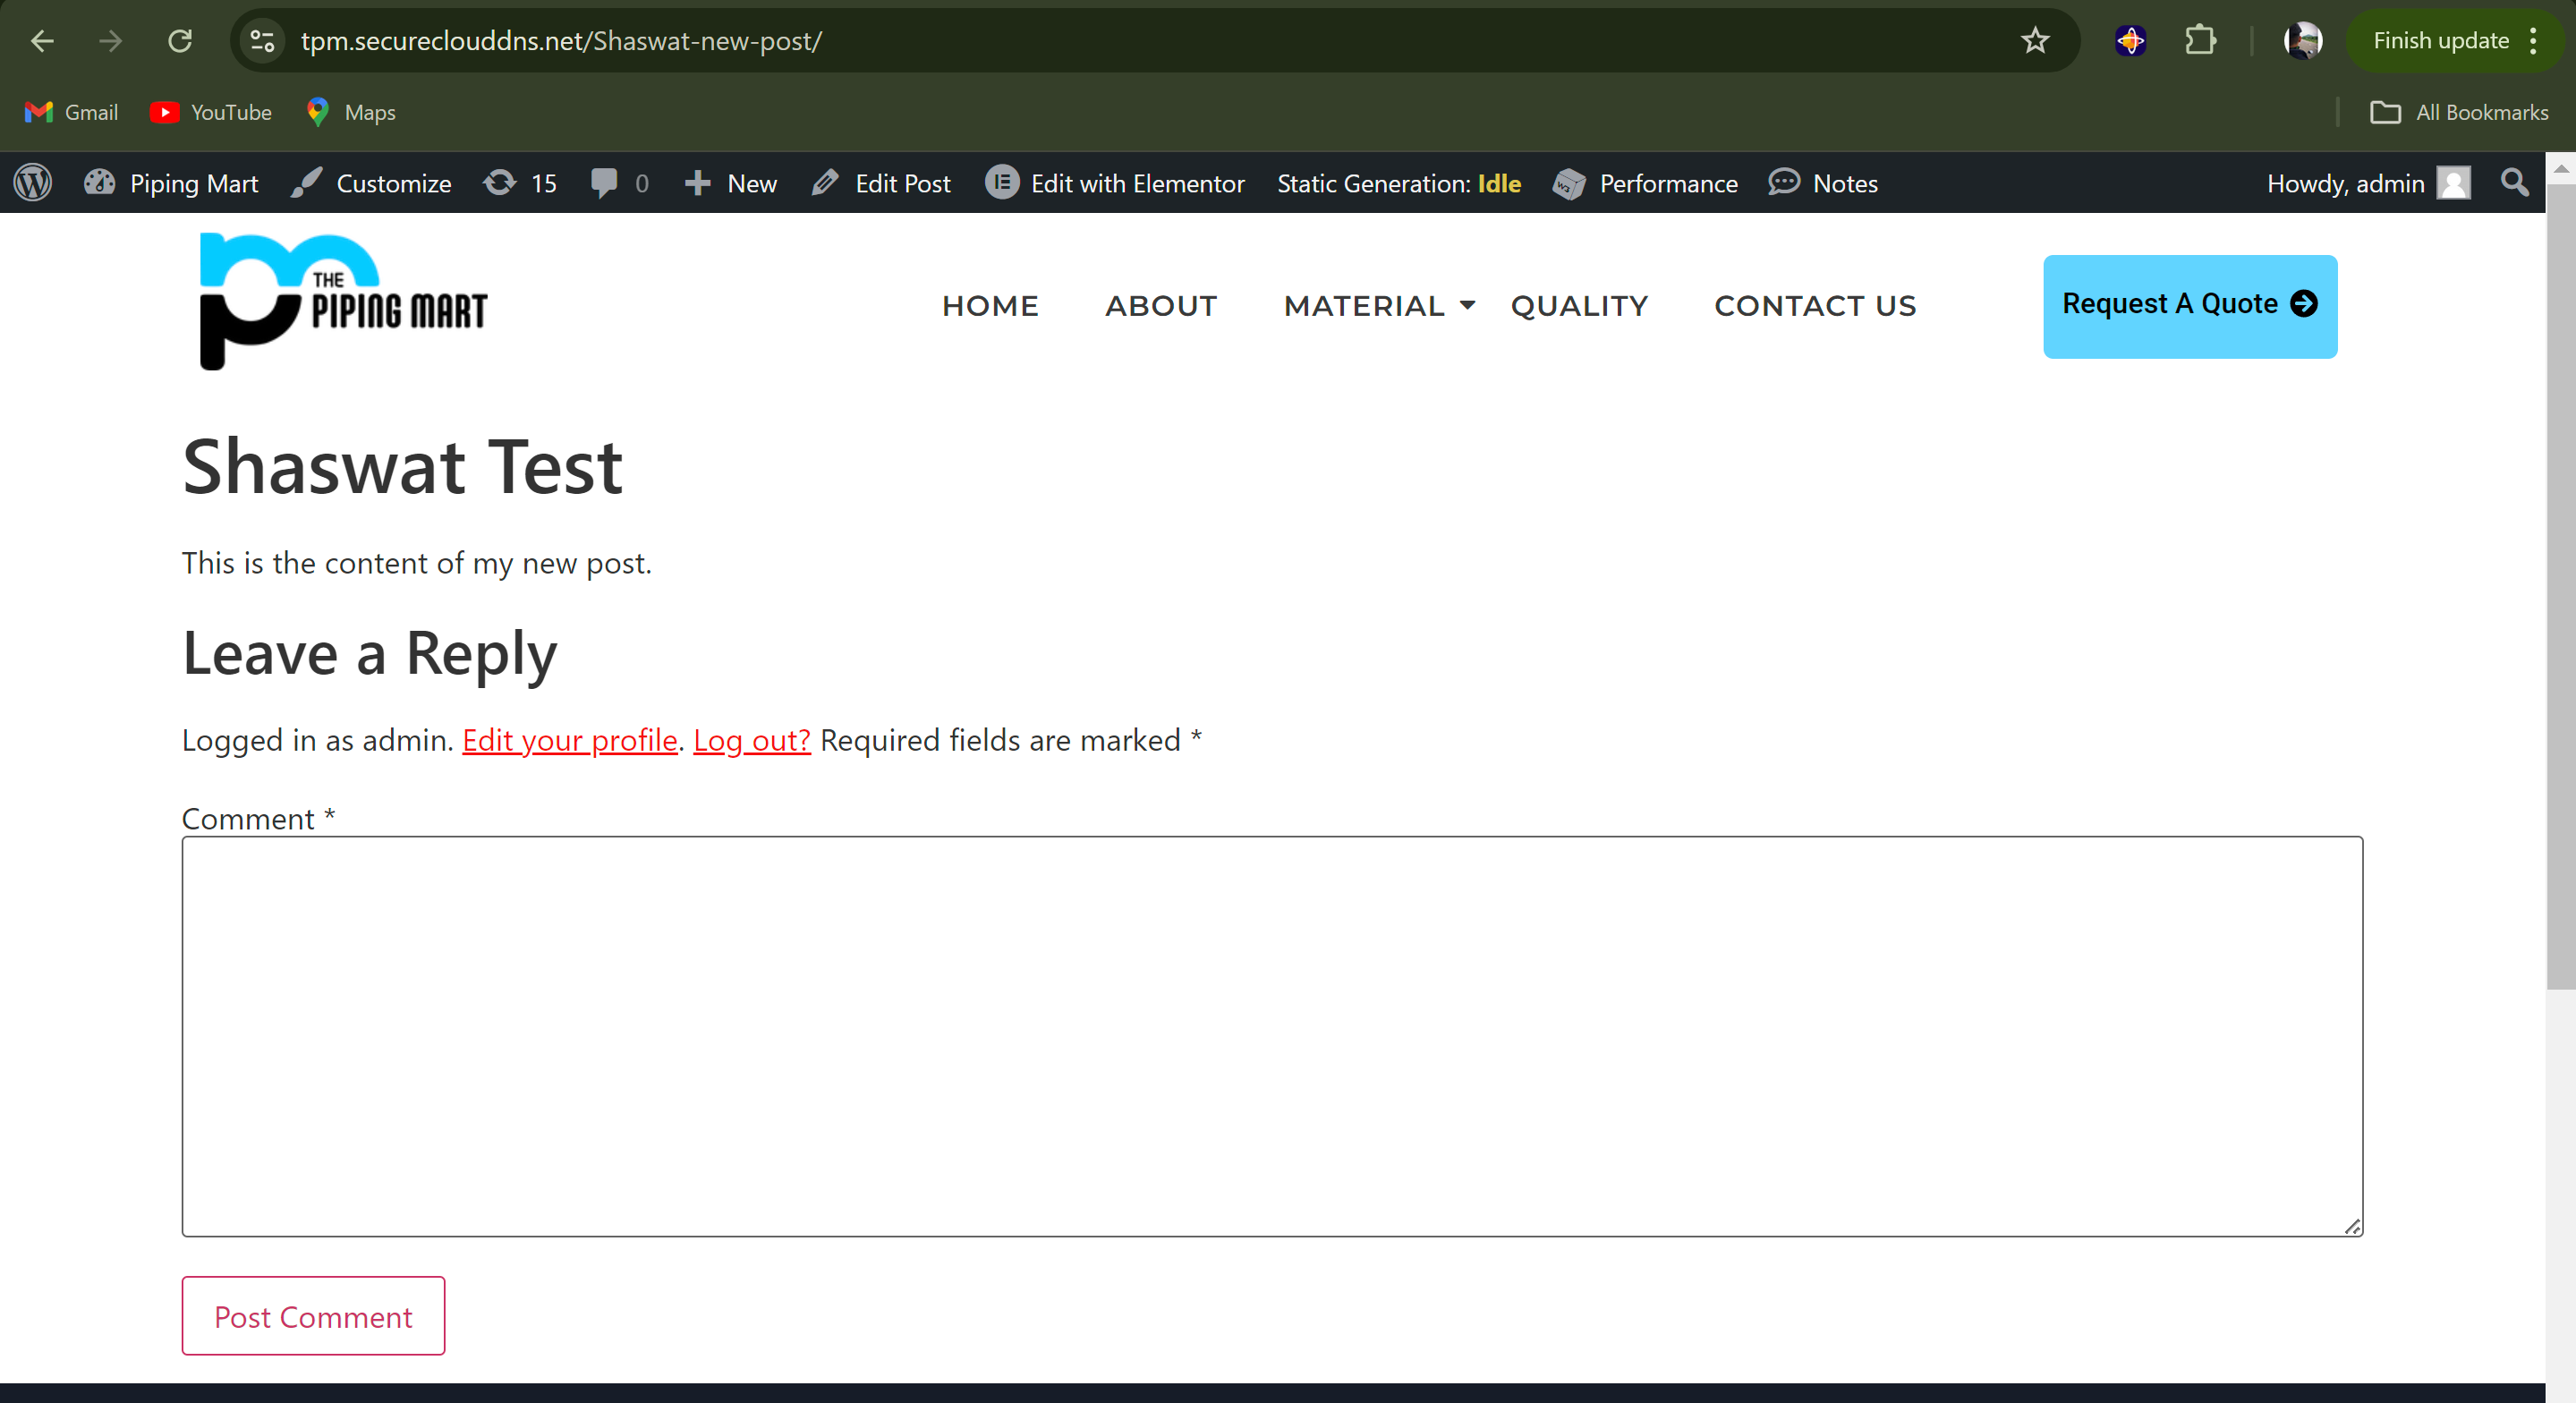 tpm.secureclouddns.net/Shaswat-new-post/
Finish update
Gmail
YouTube
Maps
All Bookmarks
Piping Mart
Customize
15
0
New
Edit Post
Edit with Elementor
Static Generation: Idle
Performance
Notes
Howdy, admin
THE
PIPING MART
HOME
ABOUT
MATERIAL
QUALITY
CONTACT US
Request A Quote
Shaswat Test
This is the content of my new post.
Leave a Reply
Logged in as admin. Edit your profile. Log out? Required fields are marked *
Comment *
Post Comment